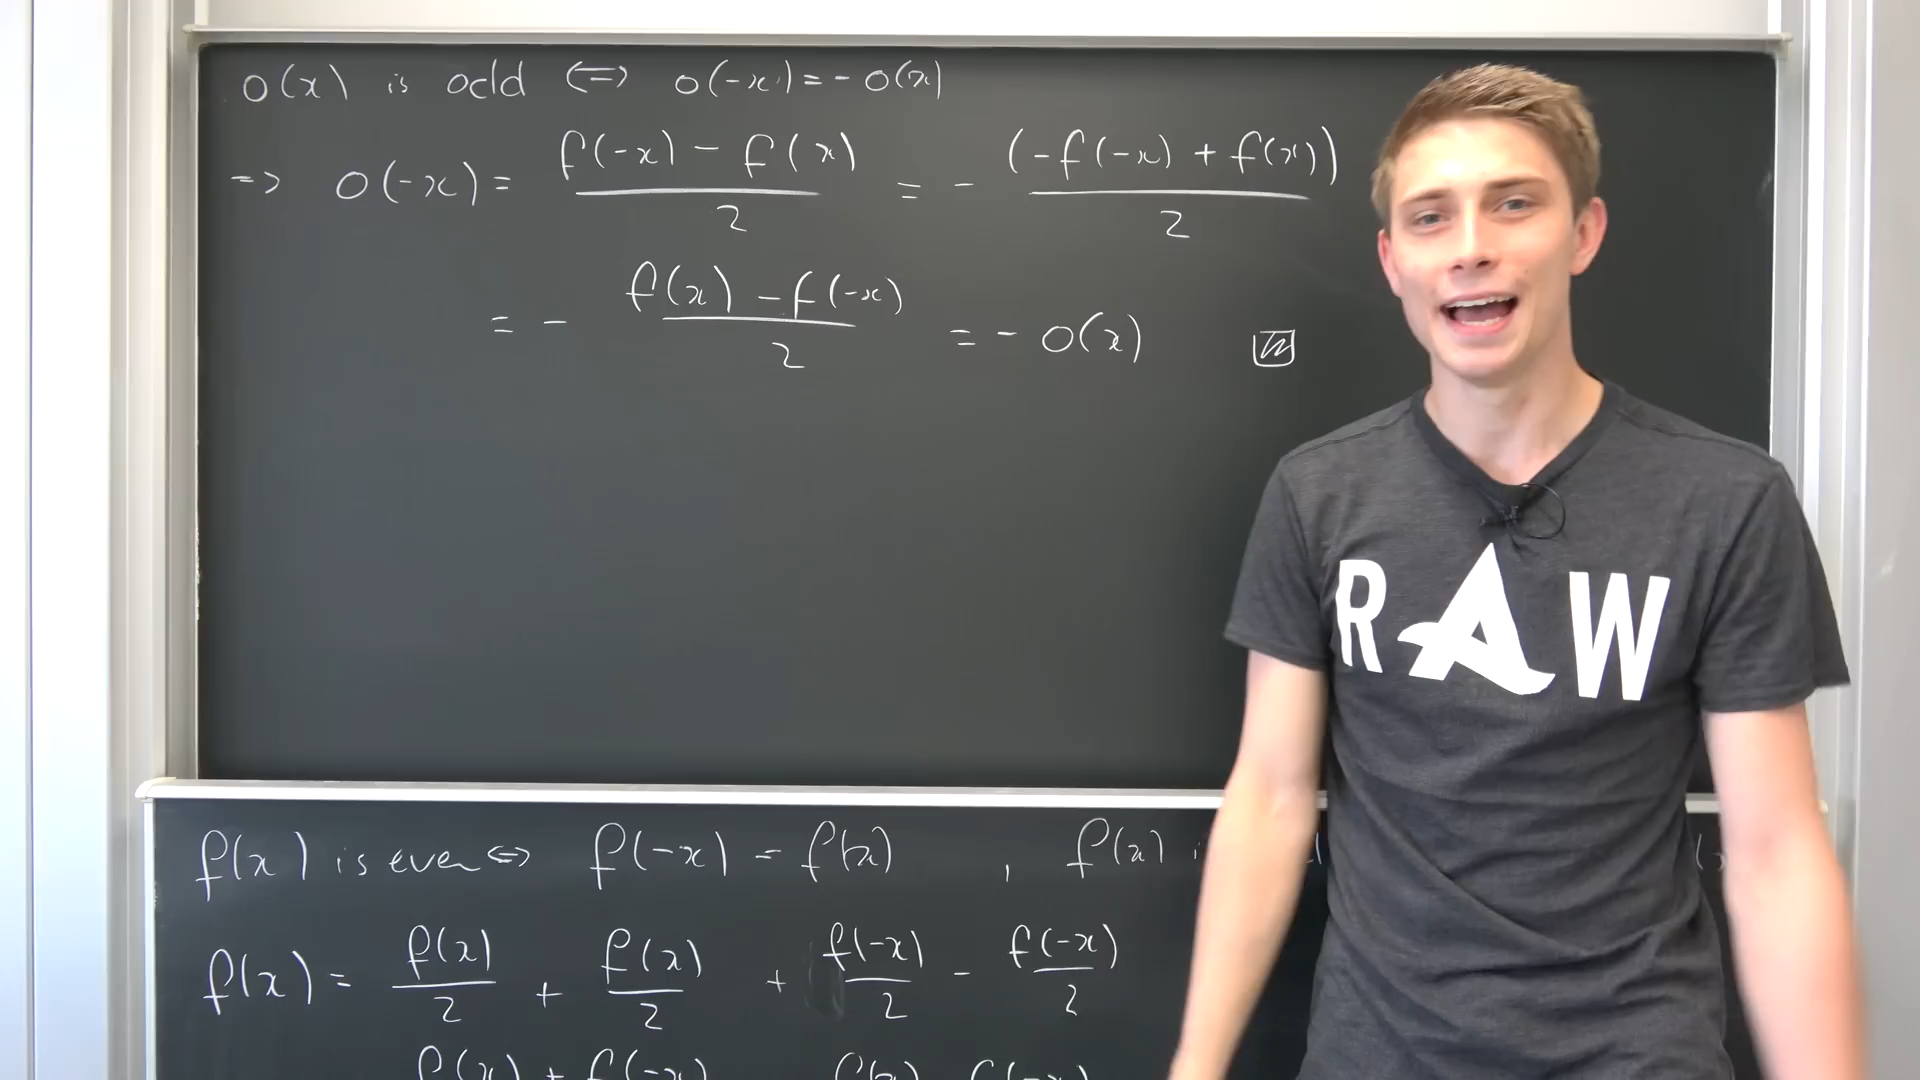 O(x) is odd <=> O(-x) = - O(x)
=> O(-x) = f(-x) - f(x) / 2 = - (-f(-x) + f(x)) / 2
= - f(x) - f(-x) / 2 = - O(x)
RAW
f(x) is even <=> f(-x) = f(x) , f(x)
f(x) = f(x)/2 + f(x)/2 + f(-x)/2 - f(-x)/2
f(x) + f(-x) f(x) - f(-x)